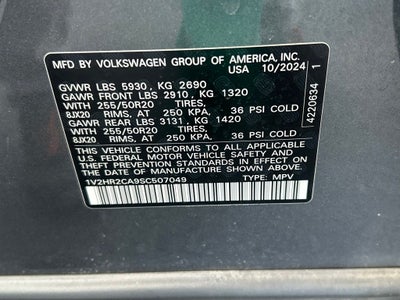 MFD BY VOLKSWAGEN GROUP OF AMERICA, INC.
USA 10/2024
GVWR LBS 5930 , KG 2690
GAWR FRONT LBS 2910 , KG 1320
WITH 255/50R20 TIRES,
8JX20 RIMS, AT 250 KPA, 36 PSI COLD
GAWR REAR LBS 3131 , KG 1420
WITH 255/50R20 TIRES,
8JX20 RIMS, AT 250 KPA, 36 PSI COLD
THIS VEHICLE CONFORMS TO ALL APPLICABLE
U.S. FEDERAL MOTOR VEHICLE SAFETY, BUMPER,
AND THEFT PREVENTION STANDARDS IN EFFECT ON THE
DATE OF MANUFACTURE SHOWN ABOVE.
1V2HR2CA9SC507049 TYPE: MPV
4220634 1